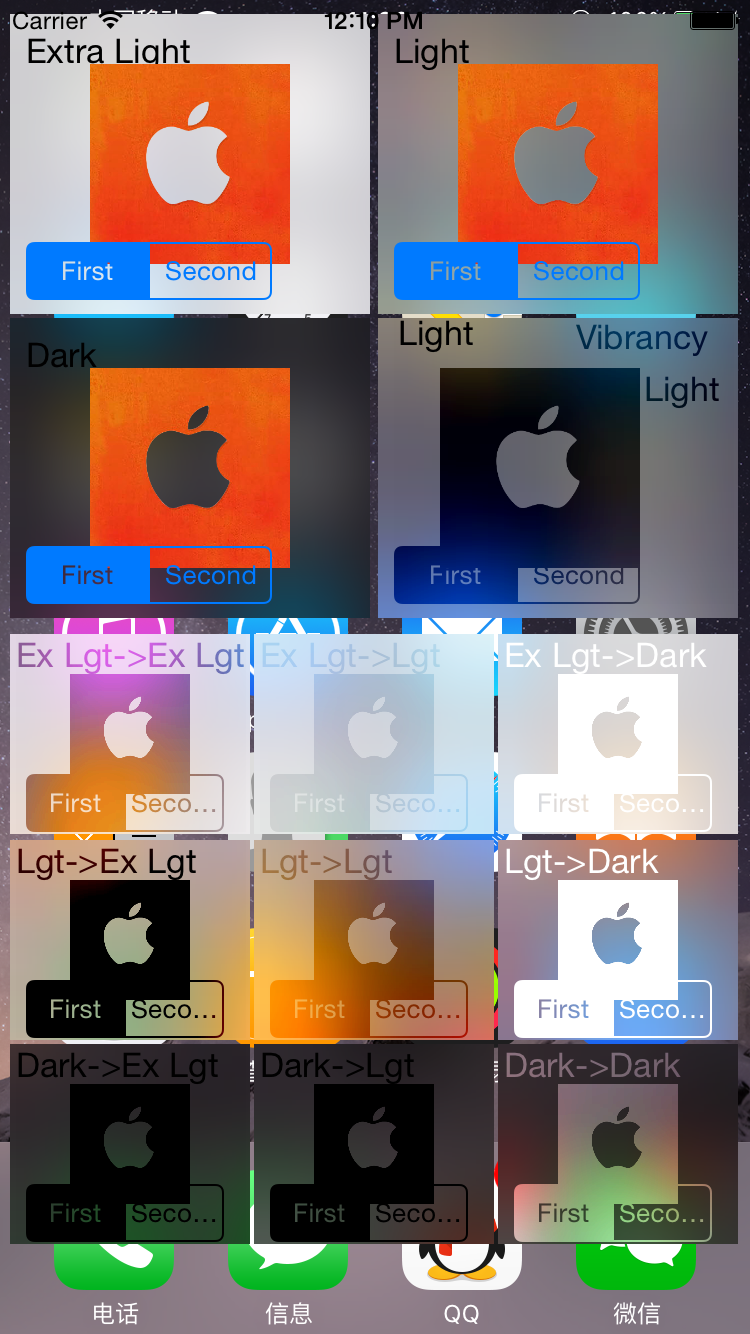 Carrier 12:10 PM
Extra Light
Light
First Second
First Second
Dark
Light Vibrancy
Light
First Second
First Second
Ex Lgt->Ex Lgt
Ex Lgt->Lgt
Ex Lgt->Dark
First Seco...
First Seco...
First Seco...
Lgt->Ex Lgt
Lgt->Lgt
Lgt->Dark
First Seco...
First Seco...
First Seco...
Dark->Ex Lgt
Dark->Lgt
Dark->Dark
First Seco...
First Seco...
First Seco...
电话
信息
QQ
微信